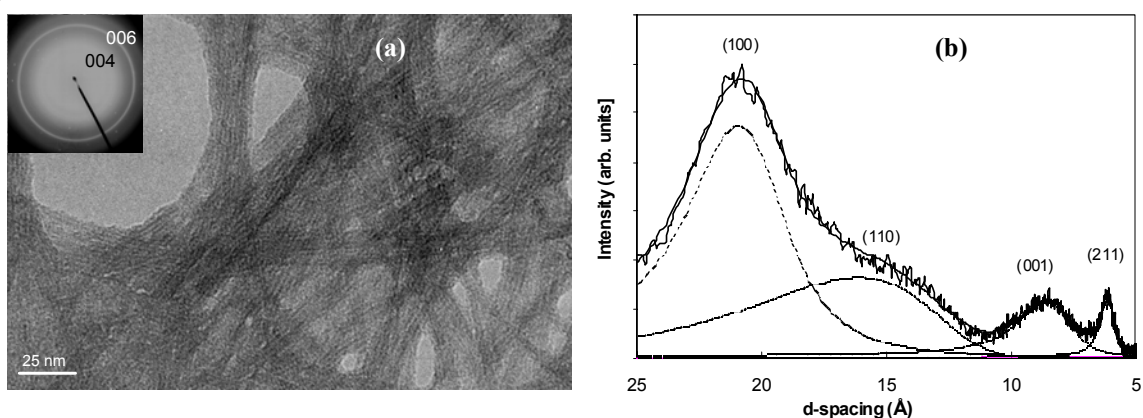 006
004
(a)
25 nm
(b)
(100)
(110)
(001)
(211)
Intensity (arb. units]
25 20 15 10 5
d-spacing (Å)